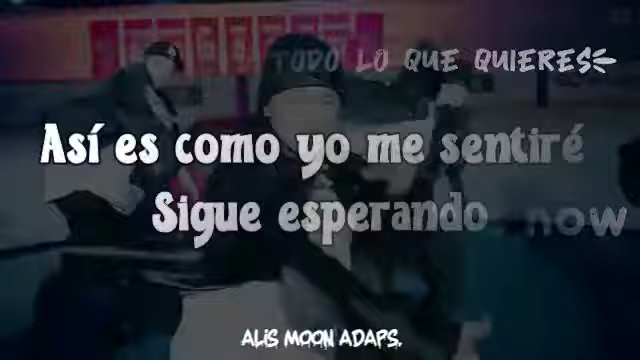 TODO LO QUE QUIERES
Así es como yo me sentiré
Sigue esperando now
ALIS MOON ADAPS.